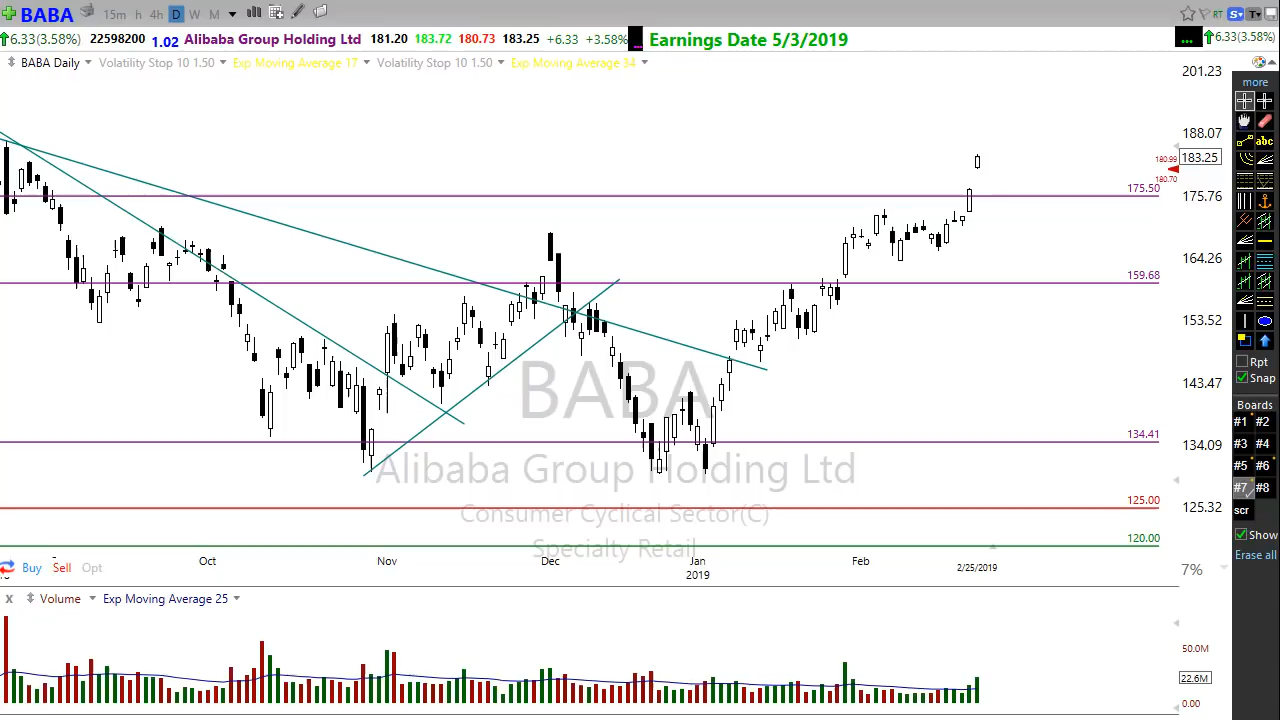 BABA 15m h 4h D W M RT S T
6.33(3.58%) 22598200 1.02 Alibaba Group Holding Ltd 181.20 183.72 180.73 183.25 +6.33 +3.58% ... Earnings Date 5/3/2019 ... 6.33(3.58%)
BABA Daily Volatility Stop 10 1.50 Exp Moving Average 17 Volatility Stop 10 1.50 Exp Moving Average 34
201.23
more
abc
188.07
180.99
183.25
180.70
175.50
175.76
164.26
159.68
153.52
BABA
Rpt
Snap
143.47
Boards
#1 #2
134.41
134.09
#3 #4
Alibaba Group Holding Ltd
#5 #6
#7 #8
125.00
125.32
Consumer Cyclical Sector(C)
scr
120.00
Show
Specialty Retail
Erase all
Oct Nov Dec Jan Feb
Buy Sell Opt
2019 2/25/2019
7%
X Volume Exp Moving Average 25
50.0M
22.6M
0.00